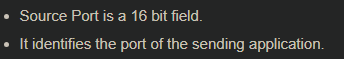 • Source Port is a 16 bit field.
• It identifies the port of the sending application.